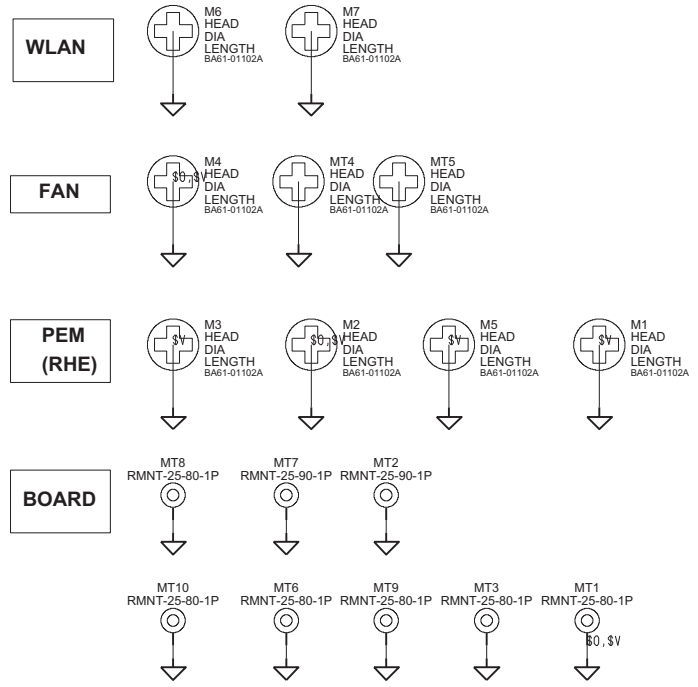 WLAN
M6
HEAD
DIA
LENGTH
BA61-01102A
M7
HEAD
DIA
LENGTH
BA61-01102A
FAN
$O,$V
M4
HEAD
DIA
LENGTH
BA61-01102A
MT4
HEAD
DIA
LENGTH
BA61-01102A
MT5
HEAD
DIA
LENGTH
BA61-01102A
PEM
(RHE)
$V
M3
HEAD
DIA
LENGTH
BA61-01102A
$O,$V
M2
HEAD
DIA
LENGTH
BA61-01102A
$V
M5
HEAD
DIA
LENGTH
BA61-01102A
$V
M1
HEAD
DIA
LENGTH
BA61-01102A
BOARD
MT8
RMNT-25-80-1P
MT7
RMNT-25-90-1P
MT2
RMNT-25-90-1P
MT10
RMNT-25-80-1P
MT6
RMNT-25-80-1P
MT9
RMNT-25-80-1P
MT3
RMNT-25-80-1P
MT1
RMNT-25-80-1P
$O,$V